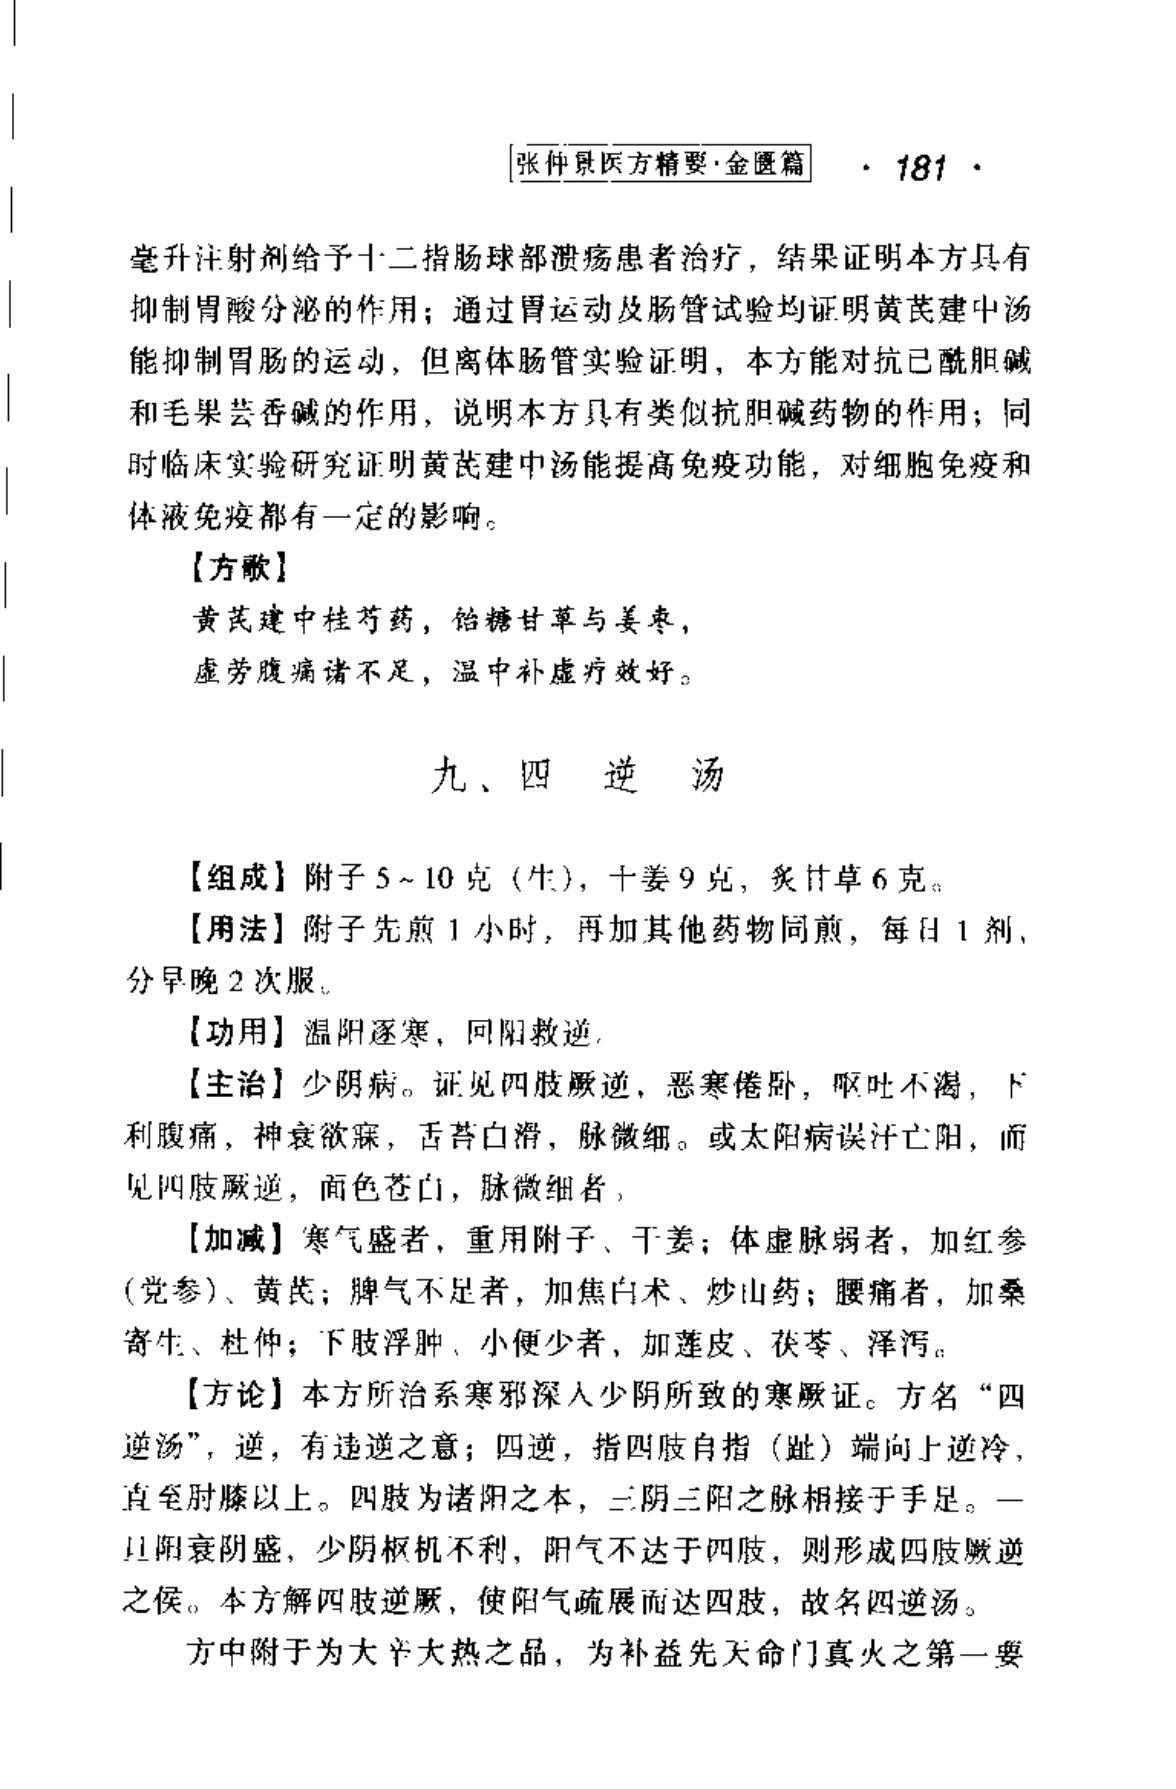 张仲景医方精要·金匮篇 · 181 ·
毫升注射剂给予十二指肠球部溃疡患者治疗，结果证明本方具有
抑制胃酸分泌的作用；通过胃运动及肠管试验均证明黄芪建中汤
能抑制胃肠的运动，但离体肠管实验证明，本方能对抗已酰胆碱
和毛果芸香碱的作用，说明本方具有类似抗胆碱药物的作用；同
时临床实验研究证明黄芪建中汤能提高免疫功能，对细胞免疫和
体液免疫都有一定的影响。
【方歌】
黄芪建中桂芍药，饴糖甘草与姜枣，
虚劳腹痛诸不足，温中补虚疗效好。
九、四逆汤
【组成】附子 5～10 克（生），干姜 9 克，炙甘草 6 克。
【用法】附子先煎 1 小时，再加其他药物同煎，每日 1 剂，
分早晚 2 次服。
【功用】温阳逐寒，回阳救逆。
【主治】少阴病。证见四肢厥逆，恶寒倦卧，呕吐不渴，下
利腹痛，神衰欲寐，舌苔白滑，脉微细。或太阳病误汗亡阳，而
见四肢厥逆，面色苍白，脉微细者。
【加减】寒气盛者，重用附子、干姜；体虚脉弱者，加红参
（党参）、黄芪；脾气不足者，加焦白术、炒山药；腰痛者，加桑
寄生、杜仲；下肢浮肿、小便少者，加莲皮、茯苓、泽泻。
【方论】本方所治系寒邪深入少阴所致的寒厥证。方名“四
逆汤”，逆，有违逆之意；四逆，指四肢自指（趾）端向上逆冷，
直至肘膝以上。四肢为诸阳之本，三阴三阳之脉相接于手足。一
旦阳衰阴盛，少阴枢机不利，阳气不达于四肢，则形成四肢厥逆
之侯。本方解四肢逆厥，使阳气疏展而达四肢，故名四逆汤。
方中附子为大辛大热之品，为补益先天命门真火之第一要